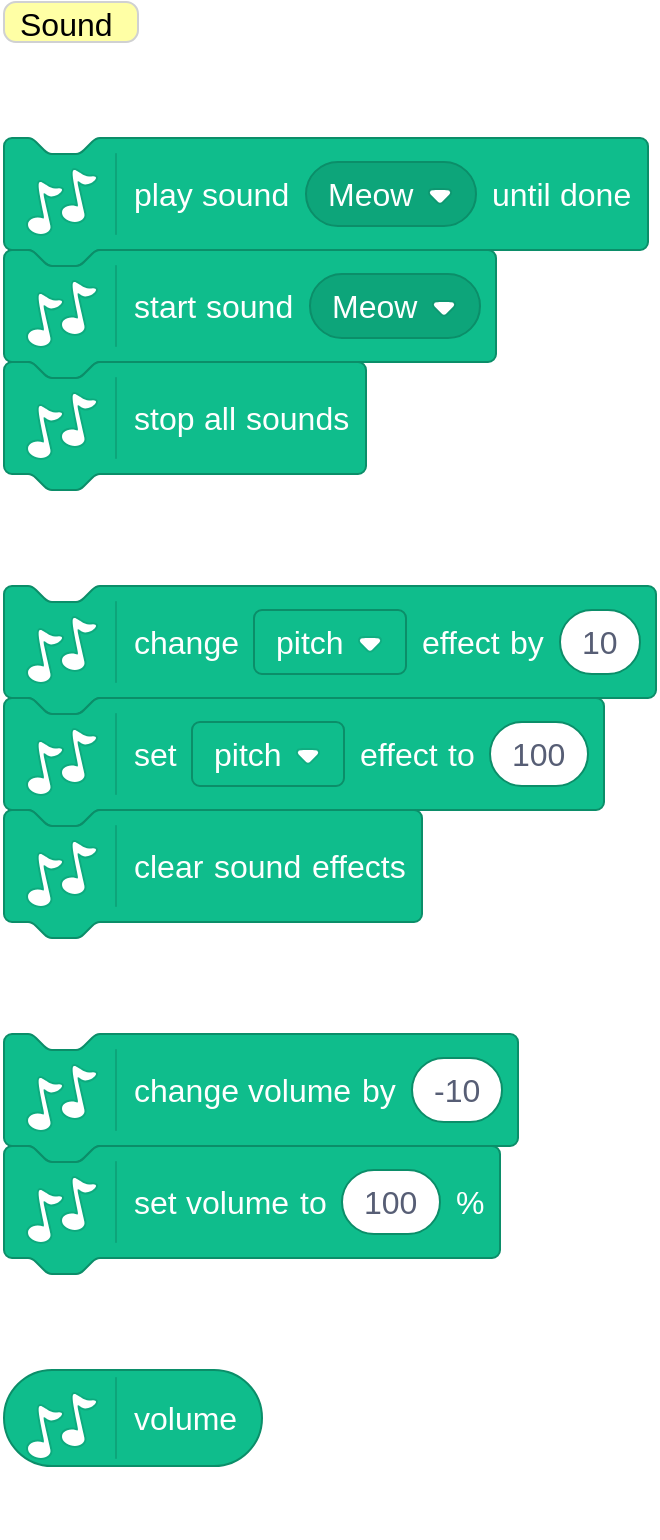 Sound
play sound Meow until done
start sound Meow
stop all sounds
change pitch effect by 10
set pitch effect to 100
clear sound effects
change volume by -10
set volume to 100 %
volume